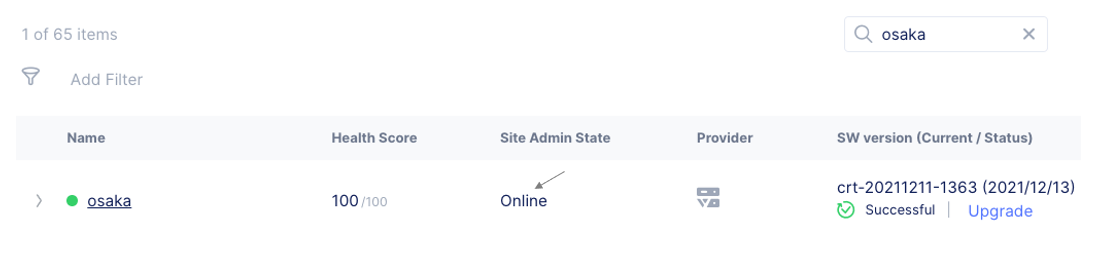 1 of 65 items
osaka
Add Filter
Name Health Score Site Admin State Provider SW version (Current / Status)
osaka 100/100 Online crt-20211211-1363 (2021/12/13)
Successful Upgrade